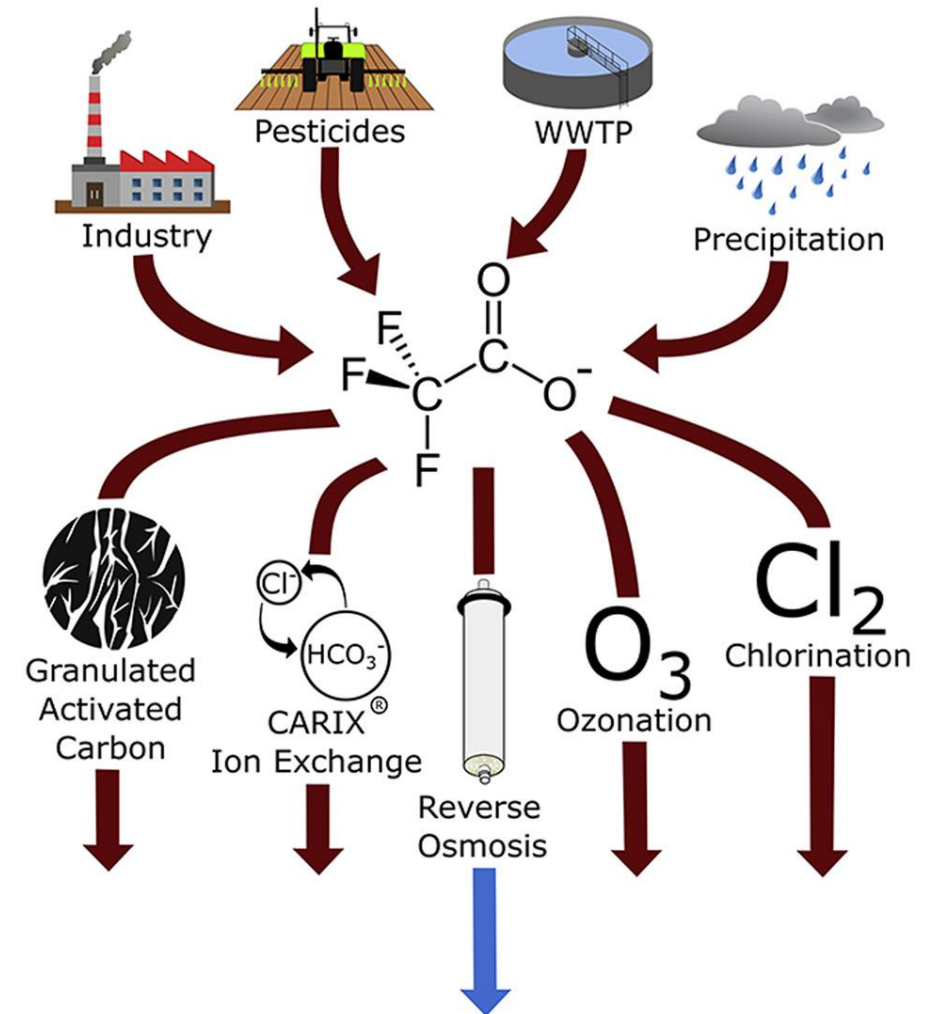 Pesticides
WWTP
Industry
Precipitation
O
F
C
F
C
O-
F
Cl-
HCO3-
Cl2
O3
Granulated
Activated
Carbon
CARIX®
Ion Exchange
Reverse
Osmosis
Ozonation
Chlorination